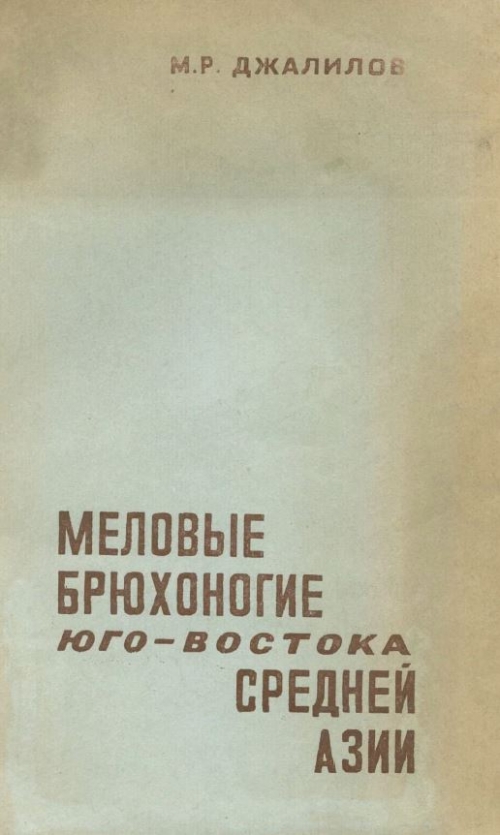 М.Р. ДЖАЛИЛОВ
МЕЛОВЫЕ
БРЮХОНОГИЕ
ЮГО-ВОСТОКА
СРЕДНЕЙ
АЗИИ